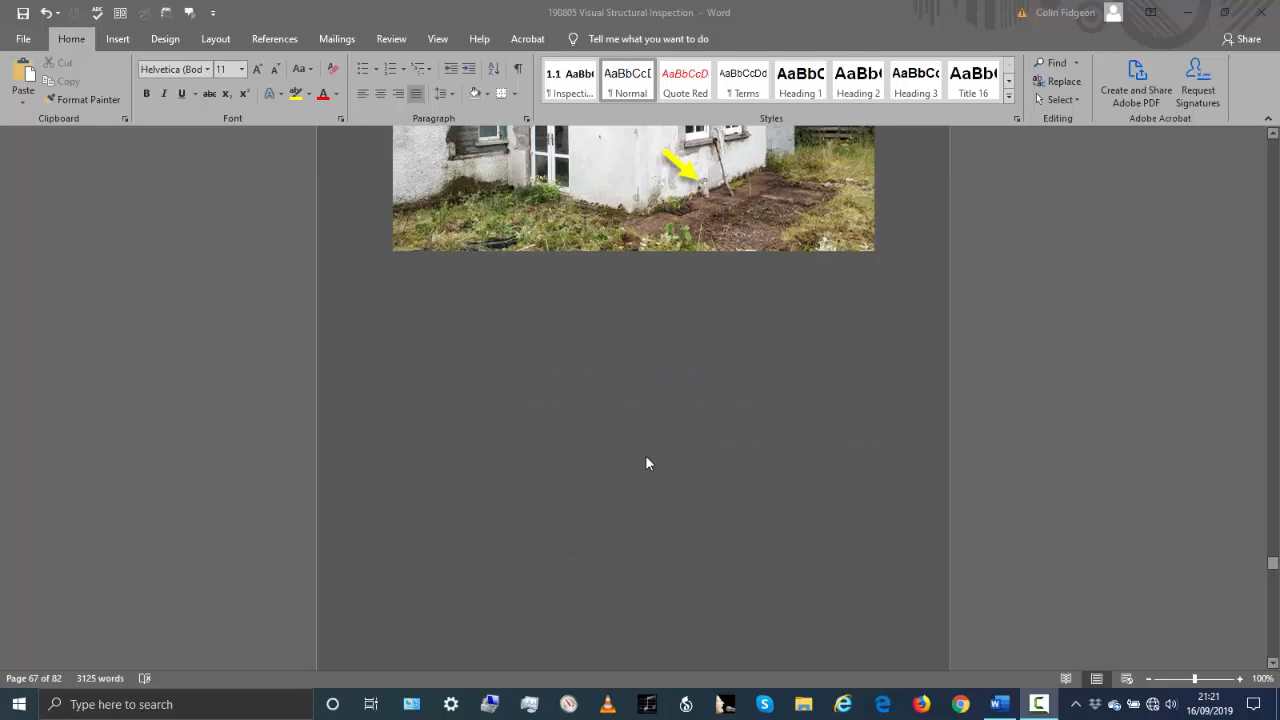 190805 Visual Structural Inspection - Word
Colin Fidgeon
File Home Insert Design Layout References Mailings Review View Help Acrobat Tell me what you want to do Share
Paste
Cut
Copy
Format Painter
Clipboard
Helvetica (Bod 11
Font
Paragraph
1.1 AaBb AaBbCcD AaBbCcD AaBbCcDd AaBbC AaBbC AaBbCc AaBb
¶ Inspecti... ¶ Normal Quote Red ¶ Terms Heading 1 Heading 2 Heading 3 Title 16
Styles
Find
Replace
Select
Editing
Create and Share
Adobe PDF
Request
Signatures
Adobe Acrobat
Page 67 of 82 3125 words 100%
Type here to search
21:21
16/09/2019